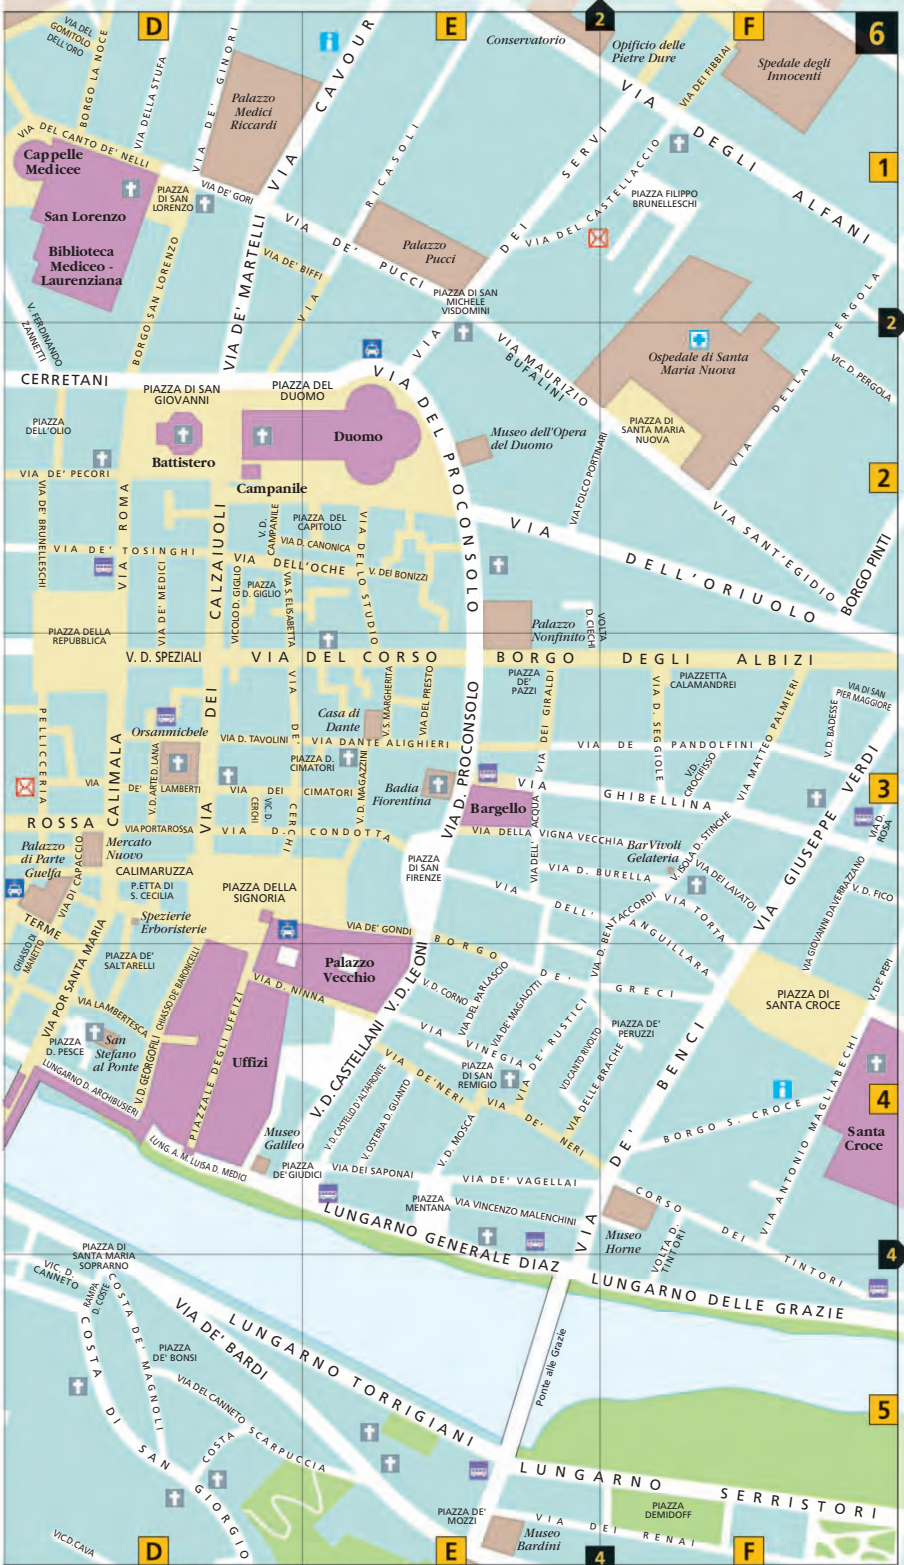 D
E
2
F
6
VIA DEL
GOMITOLO
DELL'ORO
BORGO LA NOCE
VIA DELLA STUFA
VIA DE' GINORI
VIA CAVOUR
Conservatorio
Opificio delle
Pietre Dure
VIA DEI FIBBIAI
Spedale degli
Innocenti
Palazzo
Medici
Riccardi
VIA DEGLI ALFANI
VIA DEL CANTO DE' NELLI
Cappelle
Medicee
RICASOLI
VIA DEI SERVI
VIA DEL CASTELLACCIO
1
PIAZZA
DI SAN
LORENZO
VIA DE' GORI
PIAZZA FILIPPO
BRUNELLESCHI
San Lorenzo
Biblioteca
Mediceo -
Laurenziana
BORGO SAN LORENZO
VIA DE' MARTELLI
VIA DE' PUCCI
Palazzo
Pucci
VIA DE' BIFFI
VIA
PIAZZA DI SAN
MICHELE
VISDOMINI
V. FERDINANDO
ZANNETTI
VIA MAURIZIO
BUFALINI
Ospedale di Santa
Maria Nuova
VIA DELLA PERGOLA
VIC D. PERGOLA
2
CERRETANI
PIAZZA DI SAN
GIOVANNI
PIAZZA DEL
DUOMO
VIA DEL PROCONSOLO
PIAZZA
DELL'OLIO
Battistero
Duomo
Campanile
Museo dell'Opera
del Duomo
PIAZZA DI
SANTA MARIA
NUOVA
VIA FOLCO PORTINARI
2
VIA DE' PECORI
VIA DE' BRUNELLESCHI
VIA ROMA
CALZAIUOLI
V. D.
CAMPANILE
PIAZZA DEL
CAPITOLO
VIA D. CANONICA
VIA DELLO STUDIO
VIA DELL'ORIUOLO
VIA SANT'EGIDIO
BORGO PINTI
VIA DE' TOSINGHI
VIA DE' MEDICI
VIA DELL'OCHE
V. DEI BONIZZI
VICOLO D. GIGLIO
PIAZZA
D. GIGLIO
VIA S. ELISABETTA
Palazzo
Nonfinito
VOLTA
D. CIECHI
PIAZZA DELLA
REPUBBLICA
V. D. SPEZIALI
VIA DEL CORSO
BORGO DEGLI ALBIZI
PIAZZA
DE'
PAZZI
PIAZZETTA
CALAMANDREI
VIA DEI GIRALDI
VIA D. SEGGIOLE
VIA MATTEO PALMIERI
VIA DI SAN
PIER MAGGIORE
V. D. BADESSE
PELLICCERIA
CALIMALA
Orsanmichele
VIA DEI
Casa di
Dante
V. S. MARGHERITA
VIA DEL PRESTO
VIA D. TAVOLINI
VIA DANTE ALIGHIERI
VIA DE PANDOLFINI
V.D.
CROCIFISSO
VIA DE' LAMBERTI
V. D. ARTE D. LANA
PIAZZA D.
CIMATORI
VIA DEI CIMATORI
V. D. MAGAZZINI
Badia
Fiorentina
VIA D. PROCONSOLO
Bargello
VIA GHIBELLINA
3
VIC. D.
CERCHI
VIA DE' CERCHI
VIA DELL' ACQUA
VIA GIUSEPPE VERDI
VIA D.
ROSA
ROSSA
VIA PORTAROSSA
VIA D. CONDOTTA
VIA DELLA VIGNA VECCHIA
Bar Vivoli
Gelateria
V. ISOLA D. STINCHE
Palazzo
di Parte
Guelfa
VIA DI CAPACCIO
Mercato
Nuovo
CALIMARUZZA
P.ETTA DI
S. CECILIA
PIAZZA DELLA
SIGNORIA
PIAZZA
DI SAN
FIRENZE
VIA D. BURELLA
VIA DEI LAVATOI
VIA TORTA
V. D. FICO
TERME
CHIASSO DI
MANETTO
Spezierie
Erboristerie
VIA DE' GONDI
VIA DELL' ANGUILLARA
VIA D. BENTACCORDI
VIA GIOVANNI DA VERRAZANO
PIAZZA DE'
SALTARELLI
VIA POR SANTA MARIA
CHIASSO DE' BARONCELLI
Palazzo
Vecchio
V. D. LEONI
BORGO DE' GRECI
PIAZZA DI
SANTA CROCE
V. DE' PEPI
VIA D. NINNA
V. D. CORNO
VIA DEL PARLASCIO
VIA DE' MAGALOTTI
VIA LAMBERTESCA
PIAZZA
D. PESCE
San
Stefano
al Ponte
V. D. GEORGOFILI
PIAZZALE DEGLI UFFIZI
Uffizi
V. D. CASTELLANI
VIA VINEGIA
VIA DE' RUSTICI
PIAZZA DE'
PERUZZI
V.D CANTO RIVOLTO
VIA DELLE BRACHE
LUNGARNO D. ARCHIBUSIERI
VIA DE' NERI
PIAZZA
DI SAN
REMIGIO
VIA DE' NERI
VIA DE' BENCI
BORGO S. CROCE
VIA ANTONIO MAGLIABECHI
4
Santa
Croce
LUNG. A. M. LUISA D. MEDICI
Museo
Galileo
V. D. CASTELLO D'ALTAFRONTE
V. OSTERIA D. GUANTO
V. D. MOSCA
PIAZZA
DE' GIUDICI
VIA DEI SAPONAI
VIA DE' VAGELLAI
PIAZZA
MENTANA
VIA VINCENZO MALENCHINI
Museo
Horne
CORSO DEI TINTORI
VOLTA D.
TINTORI
LUNGARNO GENERALE DIAZ
LUNGARNO DELLE GRAZIE
4
PIAZZA DI
SANTA MARIA
SOPRARNO
VIC. D.
CANNETO
RAMPA
D. COSTE
COSTA DE' MAGNOLI
VIA DE' BARDI
LUNGARNO TORRIGIANI
Ponte alle Grazie
COSTA DI SAN GIORGIO
PIAZZA
DE' BONSI
VIA DEL CANNETO
COSTA SCARPUCCIA
5
LUNGARNO SERRISTORI
PIAZZA DE'
MOZZI
Museo
Bardini
VIA DEI RENAI
PIAZZA
DEMIDOFF
VIC D. CAVA
D
E
4
F